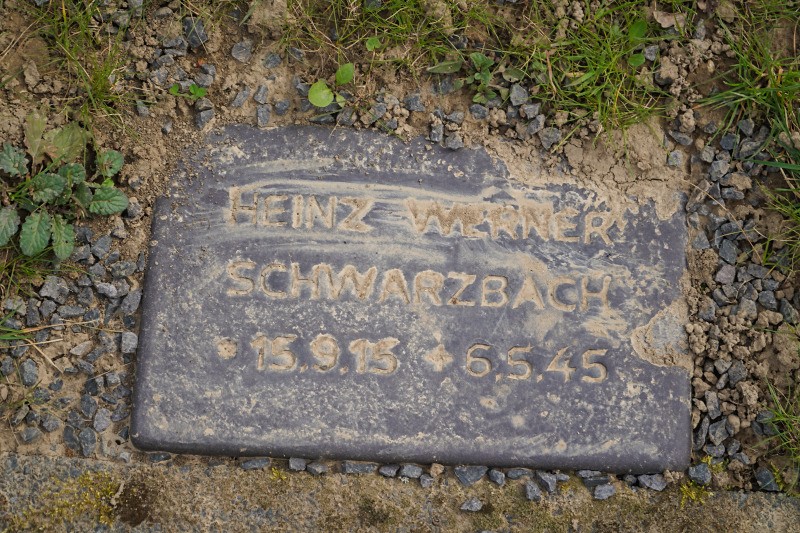 HEINZ WERNER
SCHWARZBACH
* 15.9.15 + 6.5.45